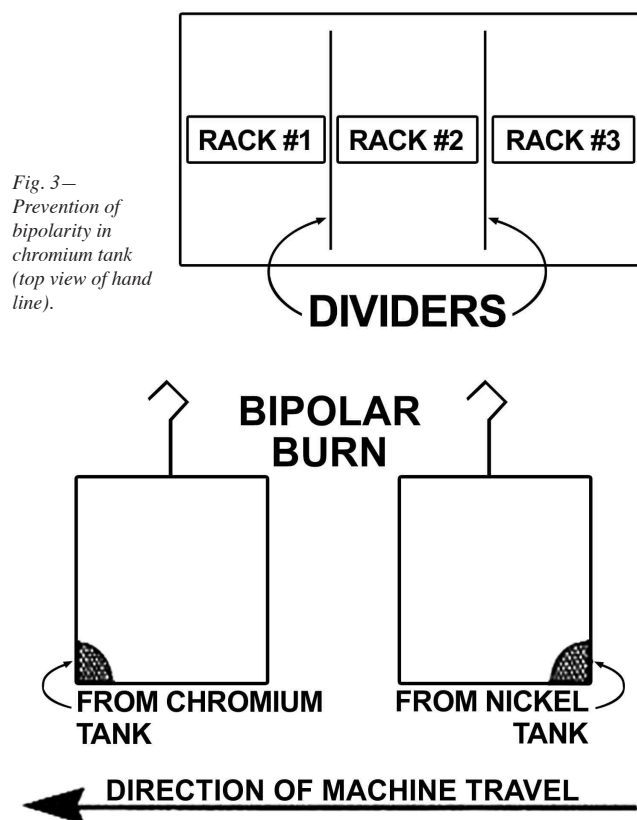 RACK #1
RACK #2
RACK #3
Fig. 3—
Prevention of
bipolarity in
chromium tank
(top view of hand
line).
DIVIDERS
BIPOLAR
BURN
FROM CHROMIUM
TANK
FROM NICKEL
TANK
DIRECTION OF MACHINE TRAVEL